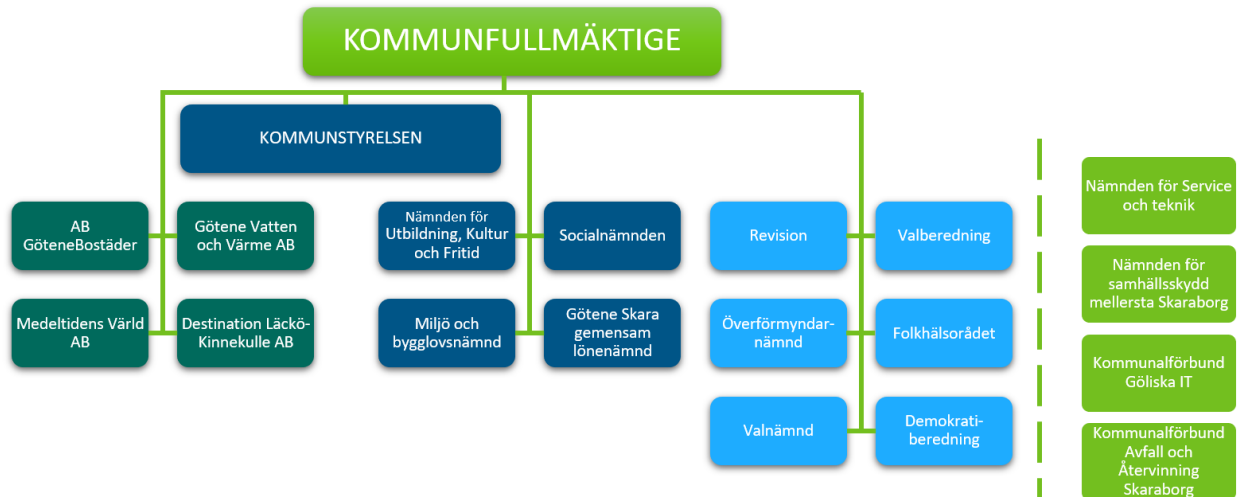 KOMMUNFULLMÄKTIGE
KOMMUNSTYRELSEN
AB
GöteneBostäder
Götene Vatten
och Värme AB
Medeltidens Värld
AB
Destination Läckö-
Kinnekulle AB
Nämnden för
Utbildning, Kultur
och Fritid
Socialnämnden
Miljö och
bygglovsnämnd
Götene Skara
gemensam
lönenämnd
Revision
Valberedning
Överförmyndar-
nämnd
Folkhälsorådet
Valnämnd
Demokrati-
beredning
Nämnden för Service
och teknik
Nämnden för
samhällsskydd
mellersta Skaraborg
Kommunalförbund
Göliska IT
Kommunalförbund
Avfall och
Återvinning
Skaraborg